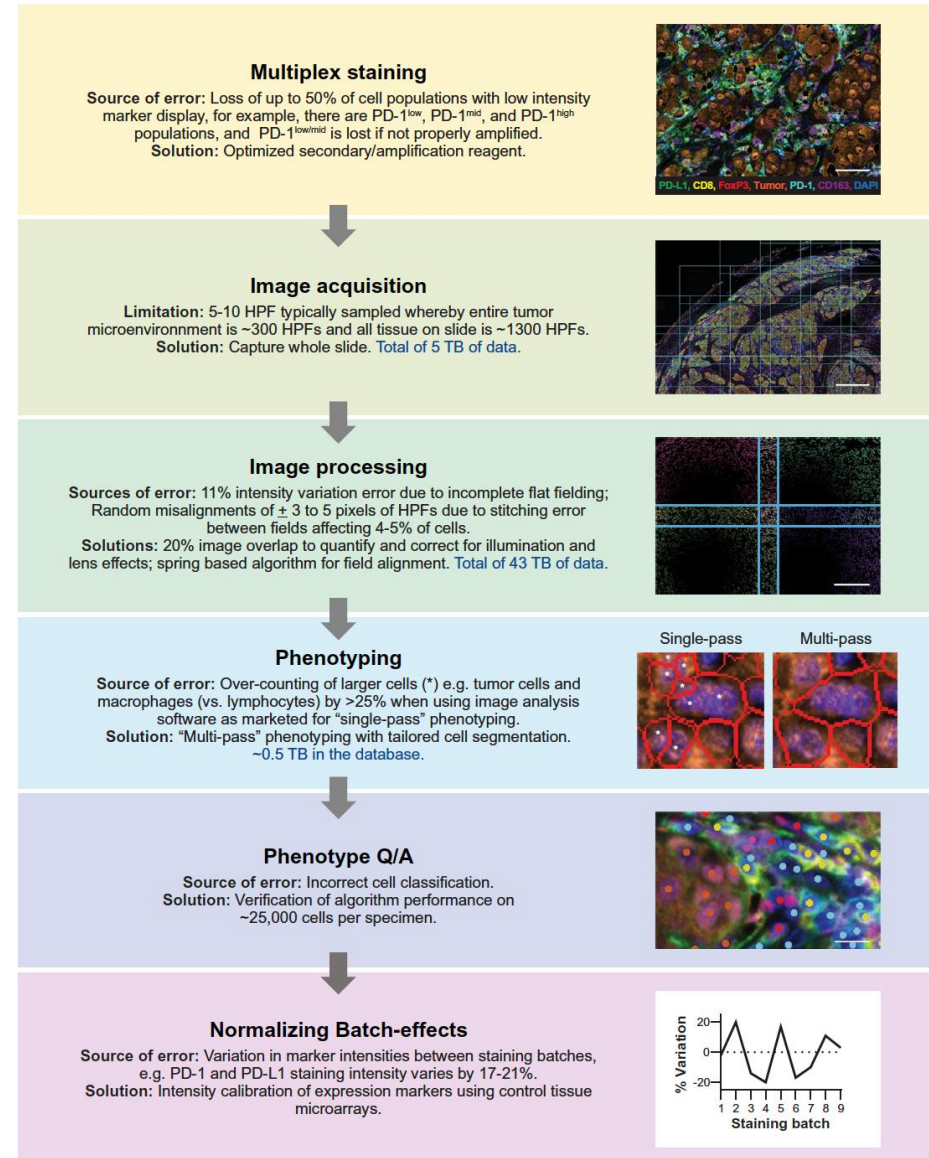 Multiplex staining
Source of error: Loss of up to 50% of cell populations with low intensity
marker display, for example, there are PD-1low, PD-1mid, and PD-1high
populations, and PD-1low/mid is lost if not properly amplified.
Solution: Optimized secondary/amplification reagent.
PD-L1, CD8, FoxP3, Tumor, PD-1, CD163, DAPI
Image acquisition
Limitation: 5-10 HPF typically sampled whereby entire tumor
microenvironnment is ~300 HPFs and all tissue on slide is ~1300 HPFs.
Solution: Capture whole slide. Total of 5 TB of data.
Image processing
Sources of error: 11% intensity variation error due to incomplete flat fielding;
Random misalignments of ± 3 to 5 pixels of HPFs due to stitching error
between fields affecting 4-5% of cells.
Solutions: 20% image overlap to quantify and correct for illumination and
lens effects; spring based algorithm for field alignment. Total of 43 TB of data.
Phenotyping
Source of error: Over-counting of larger cells (*) e.g. tumor cells and
macrophages (vs. lymphocytes) by >25% when using image analysis
software as marketed for “single-pass” phenotyping.
Solution: “Multi-pass” phenotyping with tailored cell segmentation.
~0.5 TB in the database.
Single-pass
Multi-pass
Phenotype Q/A
Source of error: Incorrect cell classification.
Solution: Verification of algorithm performance on
~25,000 cells per specimen.
Normalizing Batch-effects
Source of error: Variation in marker intensities between staining batches,
e.g. PD-1 and PD-L1 staining intensity varies by 17-21%.
Solution: Intensity calibration of expression markers using control tissue
microarrays.
% Variation
20
0
-20
1 2 3 4 5 6 7 8 9
Staining batch